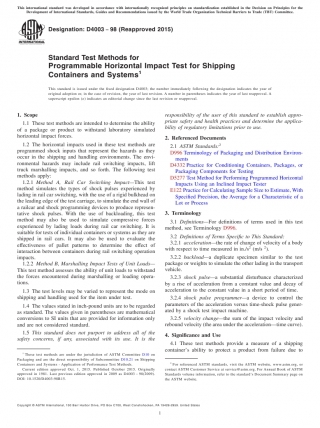 This international standard was developed in accordance with internationally recognized principles on standardization established in the Decision on Principles for the
Development of International Standards, Guides and Recommendations issued by the World Trade Organization Technical Barriers to Trade (TBT) Committee.
Designation: D4003 − 98 (Reapproved 2015)
INTERNATIONAL
Standard Test Methods for
Programmable Horizontal Impact Test for Shipping
Containers and Systems1
This standard is issued under the fixed designation D4003; the number immediately following the designation indicates the year of
original adoption or, in the case of revision, the year of last revision. A number in parentheses indicates the year of last reapproval. A
superscript epsilon (ε) indicates an editorial change since the last revision or reapproval.
1. Scope
1.1 These test methods are intended to determine the ability
of a package or product to withstand laboratory simulated
horizontal impact forces.
1.2 The horizontal impacts used in these test methods are
programmed shock inputs that represent the hazards as they
occur in the shipping and handling environments. The envi-
ronmental hazards may include rail switching impacts, lift
truck marshalling impacts, and so forth. The following test
methods apply:
1.2.1 Method A, Rail Car Switching Impact—This test
method simulates the types of shock pulses experienced by
lading in rail car switching, with the use of a rigid bulkhead on
the leading edge of the test carriage, to simulate the end wall of
a railcar and shock programming devices to produce represen-
tative shock pulses. With the use of backloading, this test
method may also be used to simulate compressive forces
experienced by lading loads during rail car switching. It is
suitable for tests of individual containers or systems as they are
shipped in rail cars. It may also be used to evaluate the
effectiveness of pallet patterns to determine the effect of
interaction between containers during rail switching operation
impacts.
1.2.2 Method B, Marshalling Impact Tests of Unit Loads—
This test method assesses the ability of unit loads to withstand
the forces encountered during marshalling or loading opera-
tions.
1.3 The test levels may be varied to represent the mode on
shipping and handling used for the item under test.
1.4 The values stated in inch-pound units are to be regarded
as standard. The values given in parentheses are mathematical
conversions to SI units that are provided for information only
and are not considered standard.
1.5 This standard does not purport to address all of the
safety concerns, if any, associated with its use. It is the
1 These test methods are under the jurisdiction of ASTM Committee D10 on
Packaging and are the direct responsibility of Subcommittee D10.21 on Shipping
Containers and Systems - Application of Performance Test Methods.
Current edition approved Oct. 1, 2015. Published October 2015. Originally
approved in 1981. Last previous edition approved in 2009 as D4003 – 98(2009).
DOI: 10.1520/D4003-98R15.
responsibility of the user of this standard to establish appro-
priate safety and health practices and determine the applica-
bility of regulatory limitations prior to use.
2. Referenced Documents
2.1 ASTM Standards:2
D996 Terminology of Packaging and Distribution Environ-
ments
D4332 Practice for Conditioning Containers, Packages, or
Packaging Components for Testing
D5277 Test Method for Performing Programmed Horizontal
Impacts Using an Inclined Impact Tester
E122 Practice for Calculating Sample Size to Estimate, With
Specified Precision, the Average for a Characteristic of a
Lot or Process
3. Terminology
3.1 Definitions—For definitions of terms used in this test
method, see Terminology D996.
3.2 Definitions of Terms Specific to This Standard:
3.2.1 acceleration—the rate of change of velocity of a body
with respect to time measured in in./s2 (m/s2).
3.2.2 backload—a duplicate specimen similar to the test
package or weights to simulate the other lading in the transport
vehicle.
3.2.3 shock pulse—a substantial disturbance characterized
by a rise of acceleration from a constant value and decay of
acceleration to the constant value in a short period of time.
3.2.4 shock pulse programmer—a device to control the
parameters of the acceleration versus time-shock pulse gener-
ated by a shock test impact machine.
3.2.5 velocity change—the sum of the impact velocity and
rebound velocity (the area under the acceleration—time curve).
4. Significance and Use
4.1 These test methods provide a measure of a shipping
container's ability to protect a product from failure due to
2 For referenced ASTM standards, visit the ASTM website, www.astm.org, or
contact ASTM Customer Service at service@astm.org. For Annual Book of ASTM
Standards volume information, refer to the standard's Document Summary page on
the ASTM website.
Copyright © ASTM International, 100 Barr Harbor Drive, PO Box C700, West Conshohocken, PA 19428-2959. United States
1